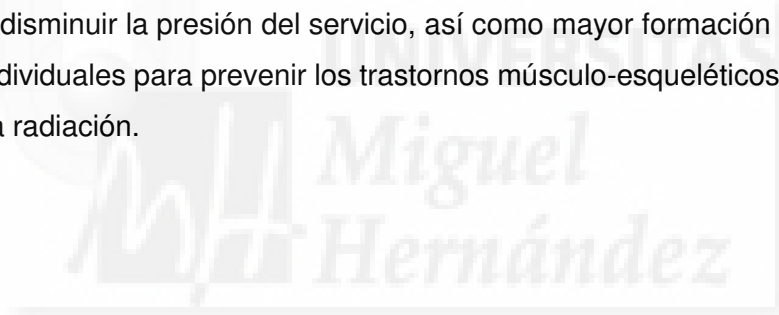 disminuir la presión del servicio, así como mayor formación
dividuales para prevenir los trastornos músculo-esqueléticos
a radiación.
UNIVERSITAS
Miguel
Hernández